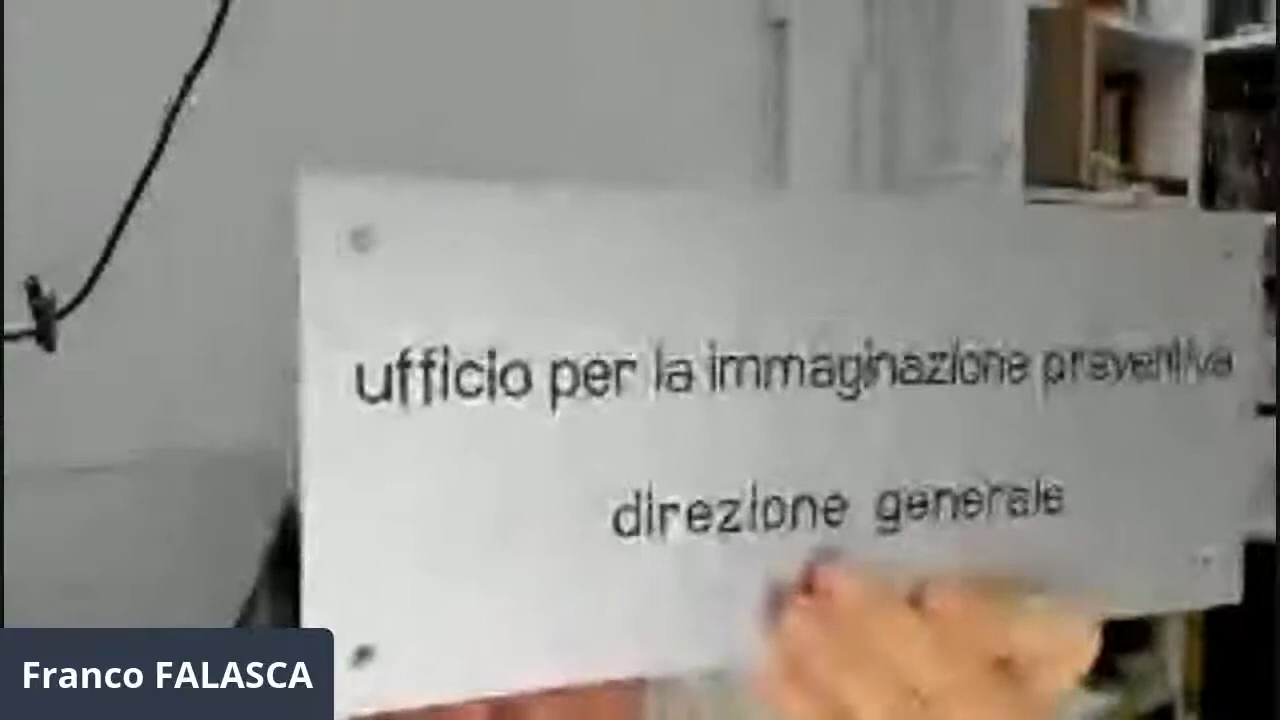 ufficio per la immaginazione preventiva
direzione generale
Franco FALASCA